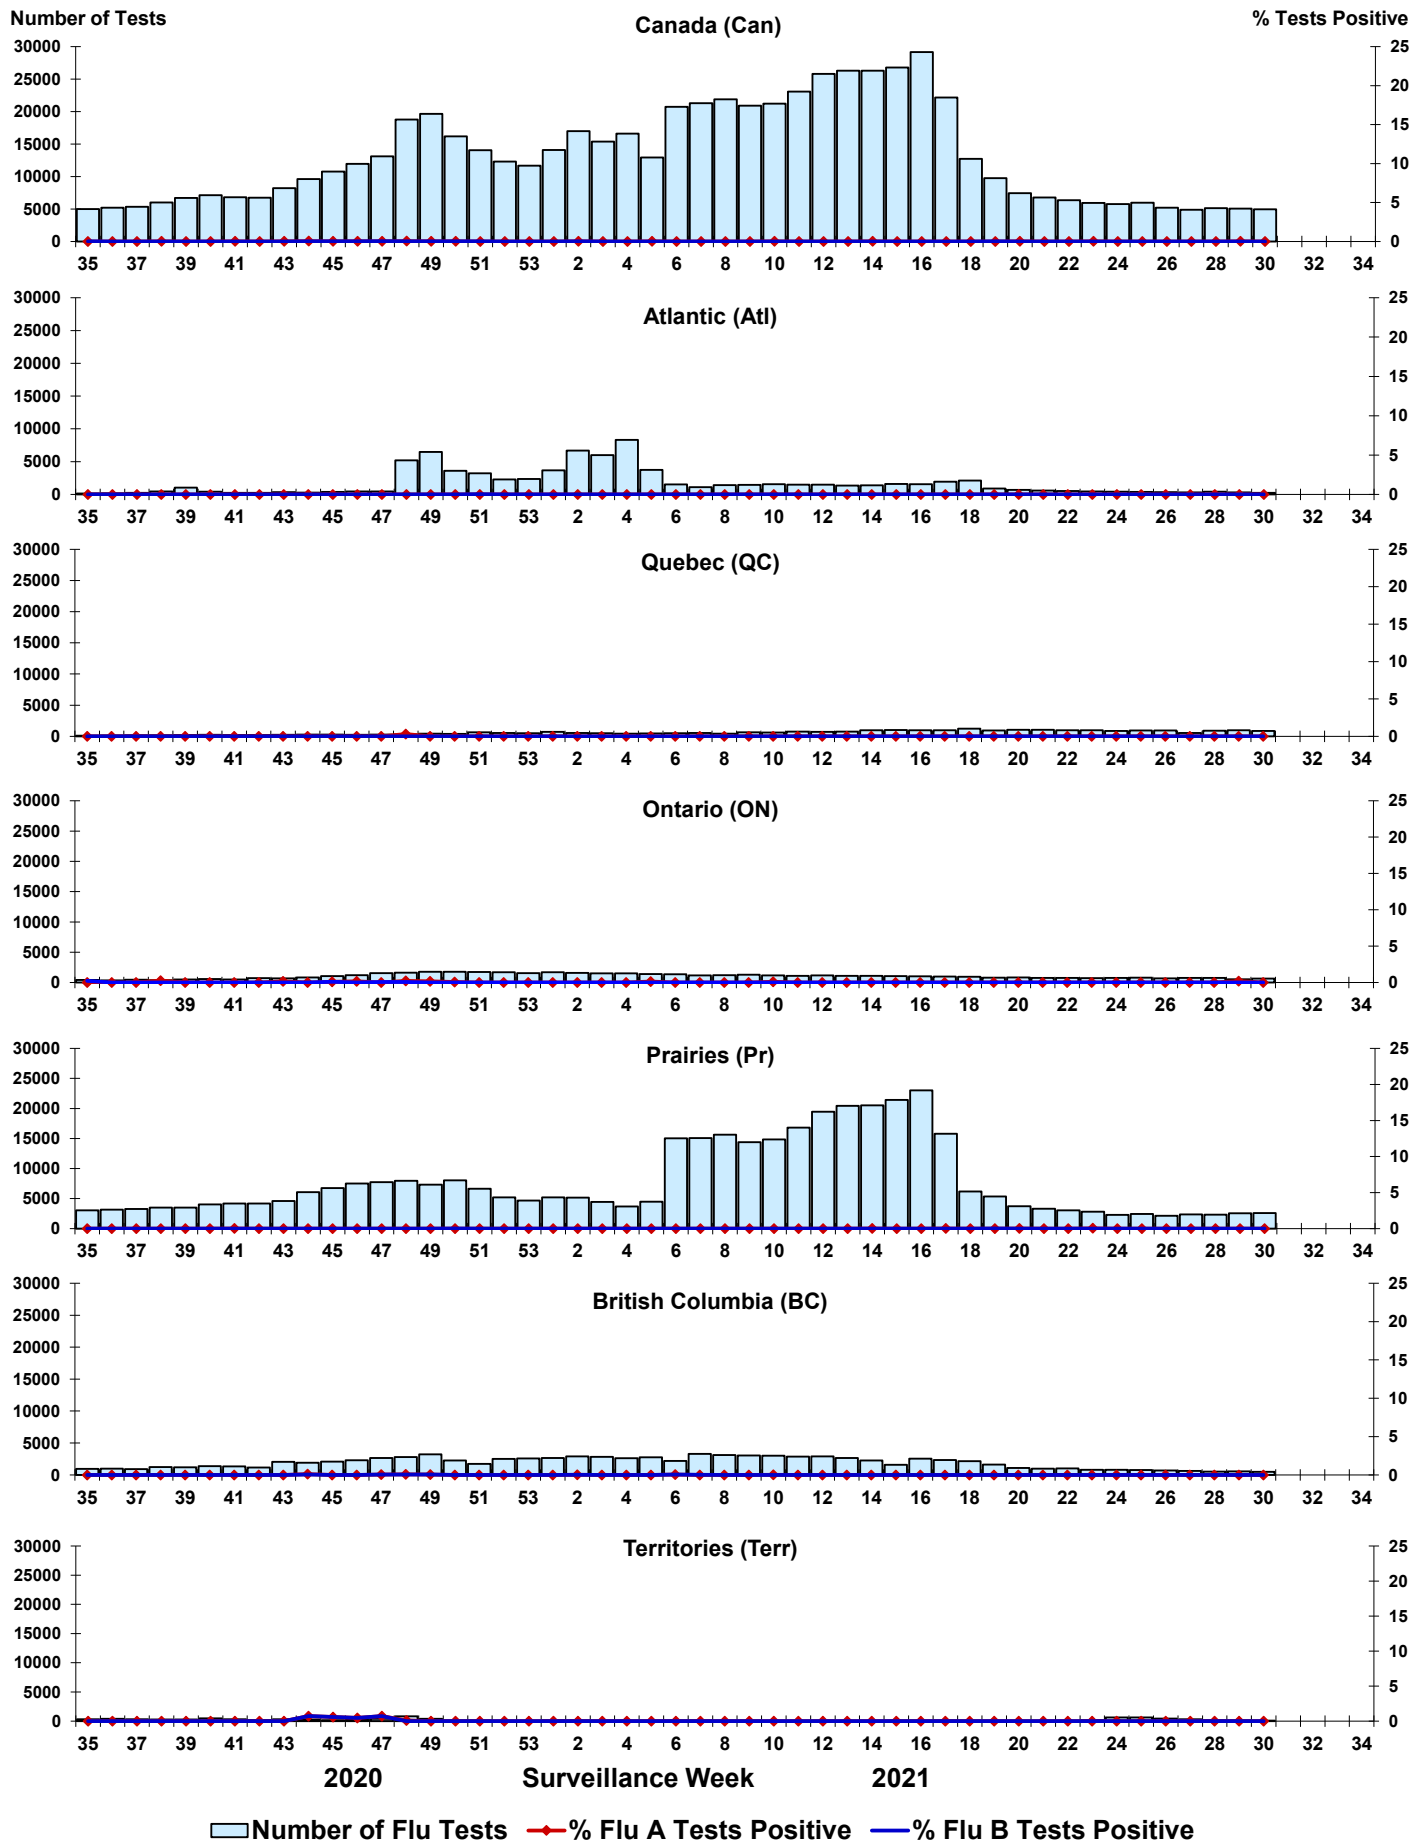 Number of Tests
Canada (Can)
% Tests Positive
30000 25
25000 20
20000 15
15000 10
10000 5
5000 0
0
35 37 39 41 43 45 47 49 51 53 2 4 6 8 10 12 14 16 18 20 22 24 26 28 30 32 34
Atlantic (Atl)
30000 25
25000 20
20000 15
15000 10
10000 5
5000 0
0
35 37 39 41 43 45 47 49 51 53 2 4 6 8 10 12 14 16 18 20 22 24 26 28 30 32 34
Quebec (QC)
30000 25
25000 20
20000 15
15000 10
10000 5
5000 0
0
35 37 39 41 43 45 47 49 51 53 2 4 6 8 10 12 14 16 18 20 22 24 26 28 30 32 34
Ontario (ON)
30000 25
25000 20
20000 15
15000 10
10000 5
5000 0
0
35 37 39 41 43 45 47 49 51 53 2 4 6 8 10 12 14 16 18 20 22 24 26 28 30 32 34
Prairies (Pr)
30000 25
25000 20
20000 15
15000 10
10000 5
5000 0
0
35 37 39 41 43 45 47 49 51 53 2 4 6 8 10 12 14 16 18 20 22 24 26 28 30 32 34
British Columbia (BC)
30000 25
25000 20
20000 15
15000 10
10000 5
5000 0
0
35 37 39 41 43 45 47 49 51 53 2 4 6 8 10 12 14 16 18 20 22 24 26 28 30 32 34
Territories (Terr)
30000 25
25000 20
20000 15
15000 10
10000 5
5000 0
0
35 37 39 41 43 45 47 49 51 53 2 4 6 8 10 12 14 16 18 20 22 24 26 28 30 32 34
2020 Surveillance Week 2021
Number of Flu Tests % Flu A Tests Positive % Flu B Tests Positive